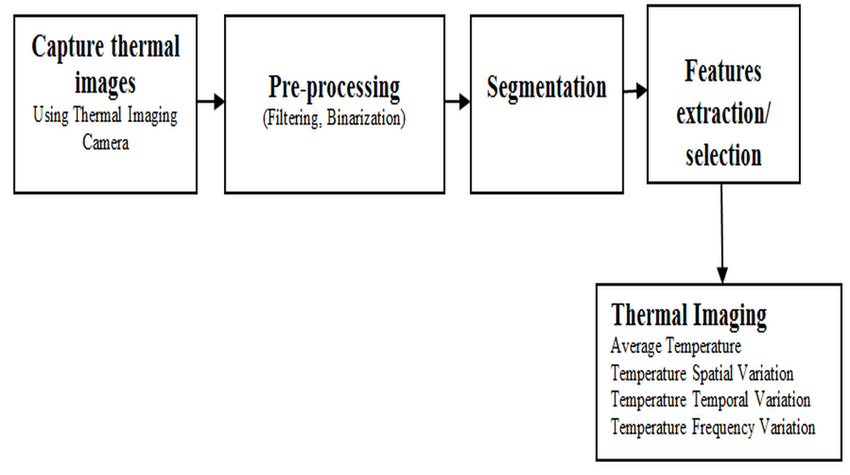 Capture thermal
images
Using Thermal Imaging
Camera
Pre-processing
(Filtering, Binarization)
Segmentation
Features
extraction/
selection
Thermal Imaging
Average Temperature
Temperature Spatial Variation
Temperature Temporal Variation
Temperature Frequency Variation